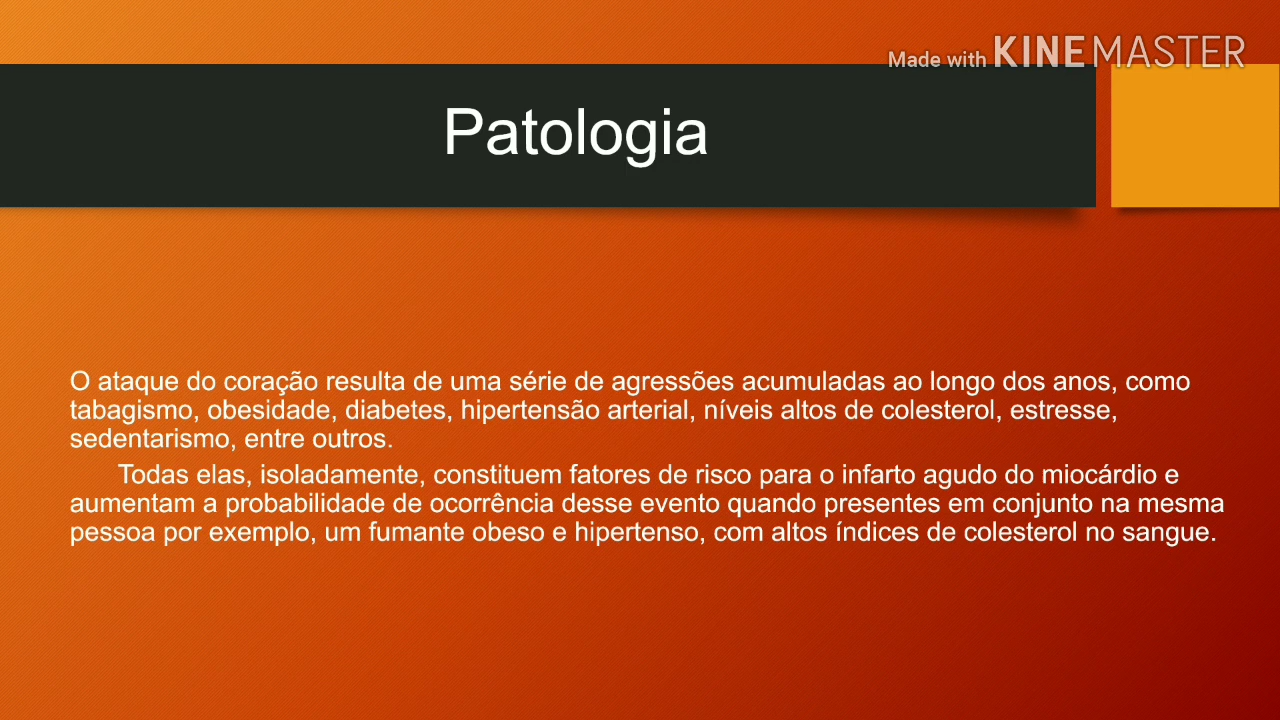 Made with KINEMASTER
Patologia
O ataque do coração resulta de uma série de agressões acumuladas ao longo dos anos, como
tabagismo, obesidade, diabetes, hipertensão arterial, níveis altos de colesterol, estresse,
sedentarismo, entre outros.
Todas elas, isoladamente, constituem fatores de risco para o infarto agudo do miocárdio e
aumentam a probabilidade de ocorrência desse evento quando presentes em conjunto na mesma
pessoa por exemplo, um fumante obeso e hipertenso, com altos índices de colesterol no sangue.